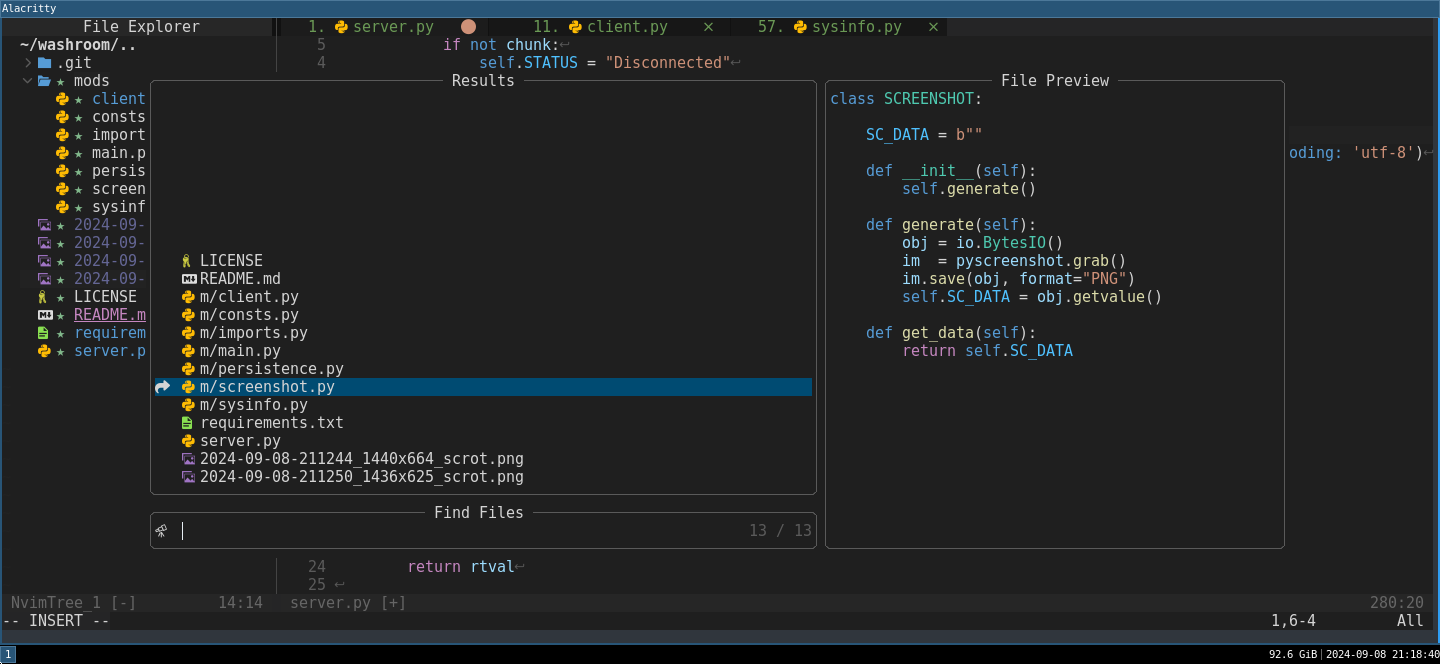 Alacritty
File Explorer
1. server.py
11. client.py ×
57. sysinfo.py ×
~/washroom/..
.git
mods
client
consts
import
main.p
persis
screen
sysinf
2024-09-
2024-09-
2024-09-
2024-09-
LICENSE
README.m
requirem
server.p
5 if not chunk:↩
4 self.STATUS = "Disconnected"↩
Results
LICENSE
README.md
m/client.py
m/consts.py
m/imports.py
m/main.py
m/persistence.py
m/screenshot.py
m/sysinfo.py
requirements.txt
server.py
2024-09-08-211244_1440x664_scrot.png
2024-09-08-211250_1436x625_scrot.png
Find Files
13 / 13
File Preview
class SCREENSHOT:
SC_DATA = b""
def __init__(self):
self.generate()
def generate(self):
obj = io.BytesIO()
im  = pyscreenshot.grab()
im.save(obj, format="PNG")
self.SC_DATA = obj.getvalue()
def get_data(self):
return self.SC_DATA
oding: 'utf-8')↩
24 return rtval↩
25 ↩
NvimTree_1 [-] 14:14 server.py [+] 280:20
-- INSERT -- 1,6-4 All
1 92.6 GiB|2024-09-08 21:18:40